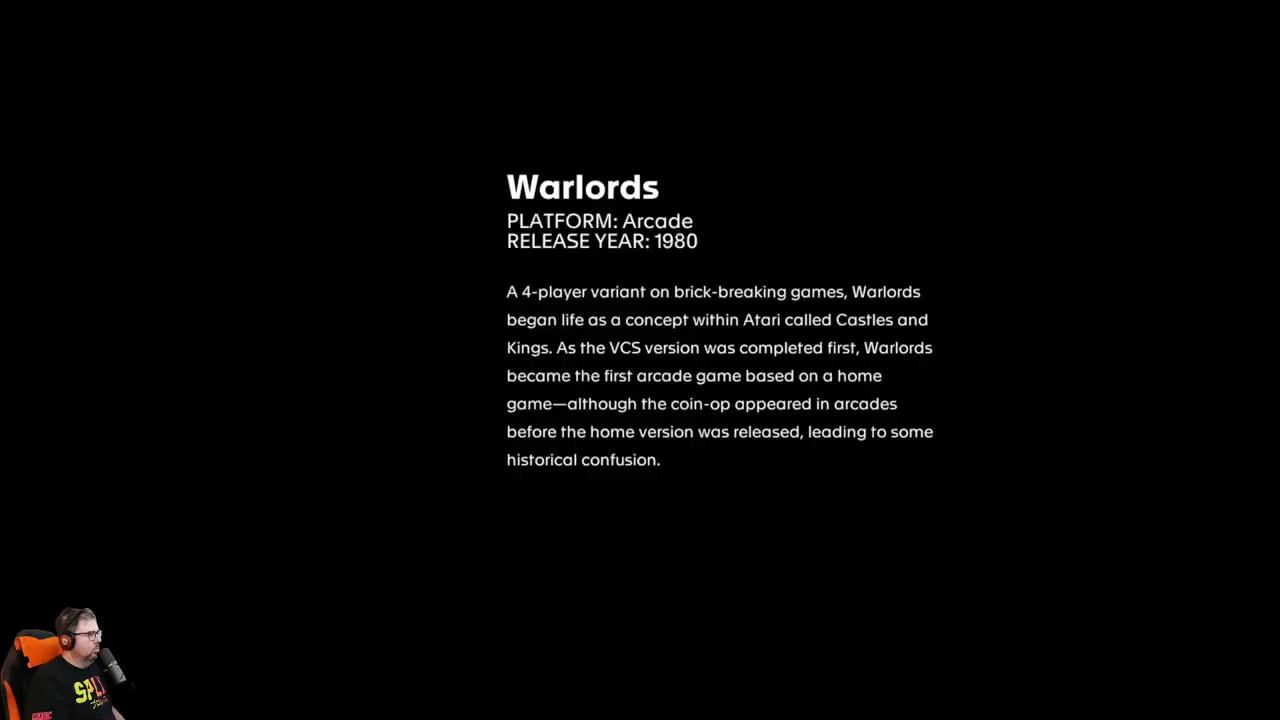 Warlords
PLATFORM: Arcade
RELEASE YEAR: 1980
A 4-player variant on brick-breaking games, Warlords
began life as a concept within Atari called Castles and
Kings. As the VCS version was completed first, Warlords
became the first arcade game based on a home
game—although the coin-op appeared in arcades
before the home version was released, leading to some
historical confusion.